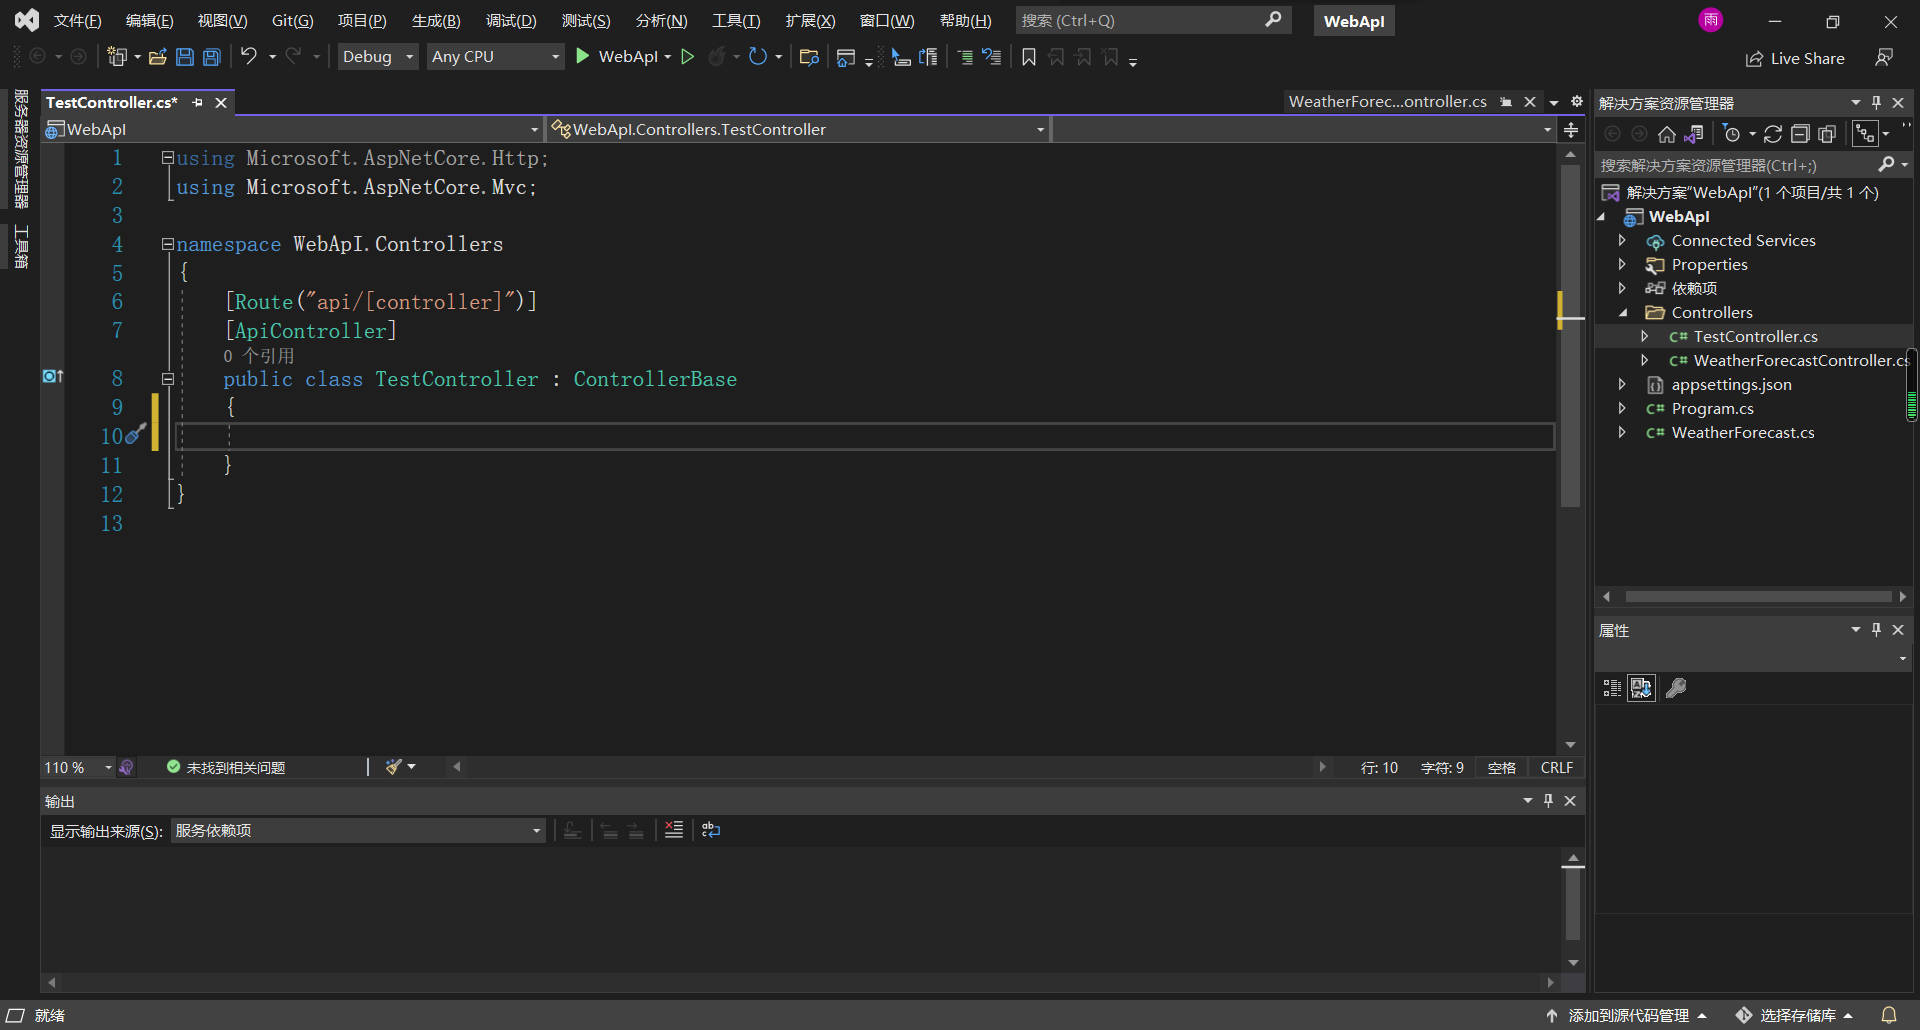 文件(F) 编辑(E) 视图(V) Git(G) 项目(P) 生成(B) 调试(D) 测试(S) 分析(N) 工具(T) 扩展(X) 窗口(W) 帮助(H) 搜索 (Ctrl+Q) WebApI 雨
Debug Any CPU WebApI Live Share
服务器资源管理器
工具箱
TestController.cs* WeatherForec...ontroller.cs
WebApI WebApI.Controllers.TestController
1 using Microsoft.AspNetCore.Http;
2 using Microsoft.AspNetCore.Mvc;
3
4 namespace WebApI.Controllers
5 {
6 [Route("api/[controller]")]
7 [ApiController]
0 个引用
8 public class TestController : ControllerBase
9 {
10
11 }
12 }
13
110 % 未找到相关问题 行: 10 字符: 9 空格 CRLF
输出
显示输出来源(S): 服务依赖项
解决方案资源管理器
搜索解决方案资源管理器(Ctrl+;)
解决方案"WebApI"(1 个项目/共 1 个)
WebApI
Connected Services
Properties
依赖项
Controllers
C# TestController.cs
C# WeatherForecastController.cs
appsettings.json
C# Program.cs
C# WeatherForecast.cs
属性
就绪 添加到源代码管理 选择存储库